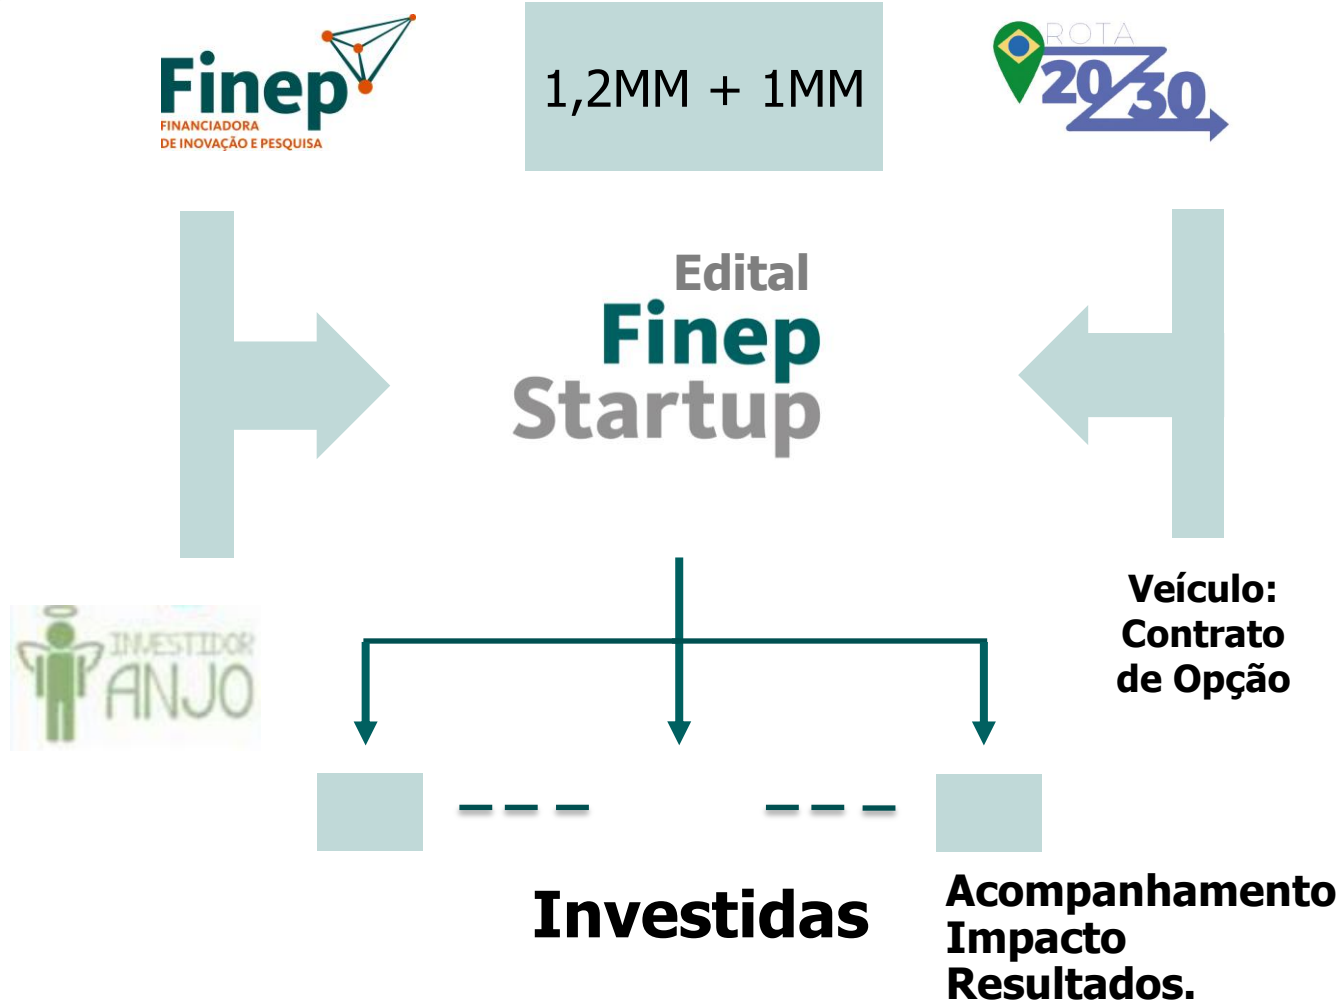 Finep
FINANCIADORA
DE INOVAÇÃO E PESQUISA
1,2MM + 1MM
ROTA
2030
Edital
Finep
Startup
INVESTIDOR
ANJO
Veículo:
Contrato
de Opção
Investidas
Acompanhamento
Impacto
Resultados.